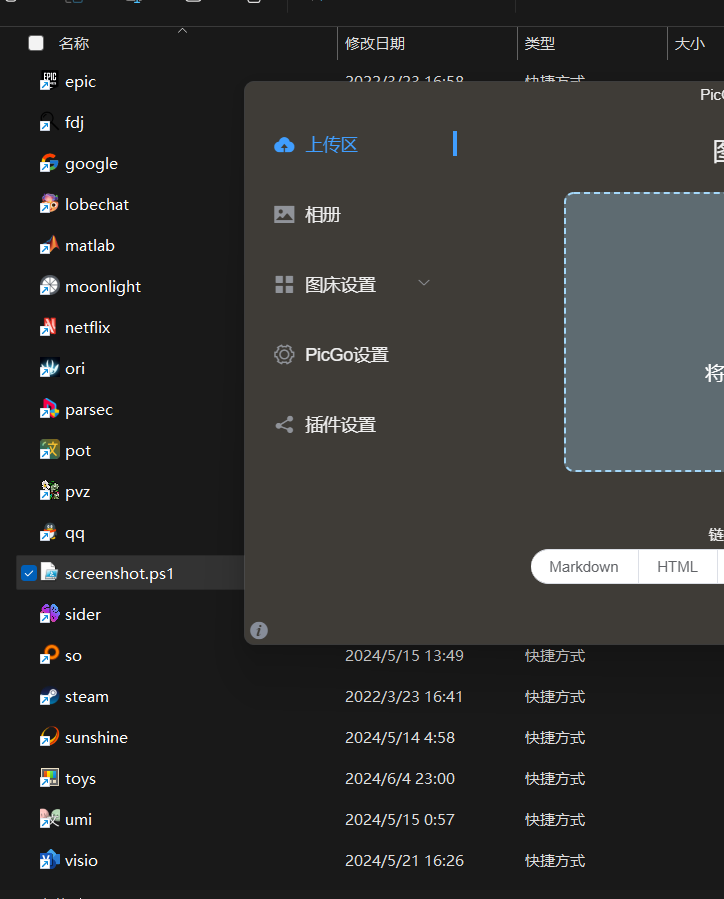 名称 修改日期 类型 大小
epic 2022/3/23 16:58 快捷方式
fdj
google
lobechat
matlab
moonlight
netflix
ori
parsec
pot
pvz
qq
screenshot.ps1
sider
so 2024/5/15 13:49 快捷方式
steam 2022/3/23 16:41 快捷方式
sunshine 2024/5/14 4:58 快捷方式
toys 2024/6/4 23:00 快捷方式
umi 2024/5/15 0:57 快捷方式
visio 2024/5/21 16:26 快捷方式
PicG
上传区
相册
图床设置
PicGo设置
插件设置
图
将
链
Markdown HTML